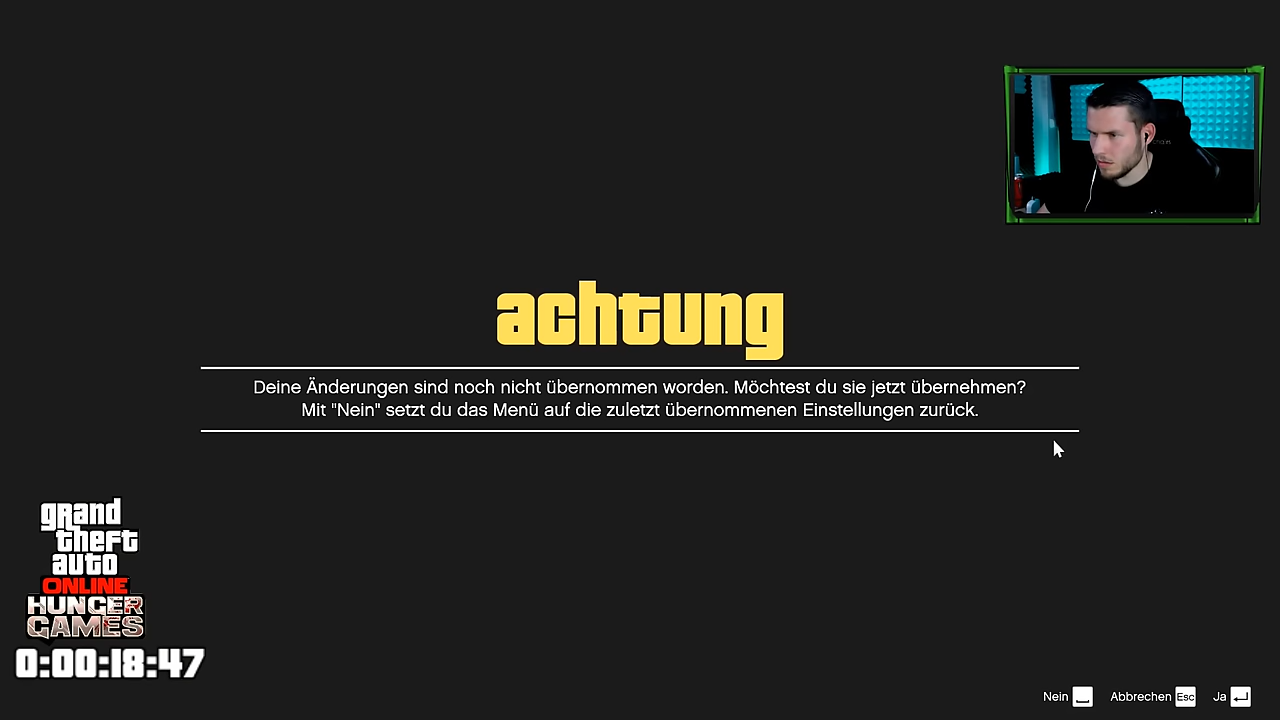 achtung
Deine Änderungen sind noch nicht übernommen worden. Möchtest du sie jetzt übernehmen?
Mit "Nein" setzt du das Menü auf die zuletzt übernommenen Einstellungen zurück.
grand
theft
auto
ONLINE
HUNGER
GAMES
0:00:18:47
Nein Abbrechen Esc Ja